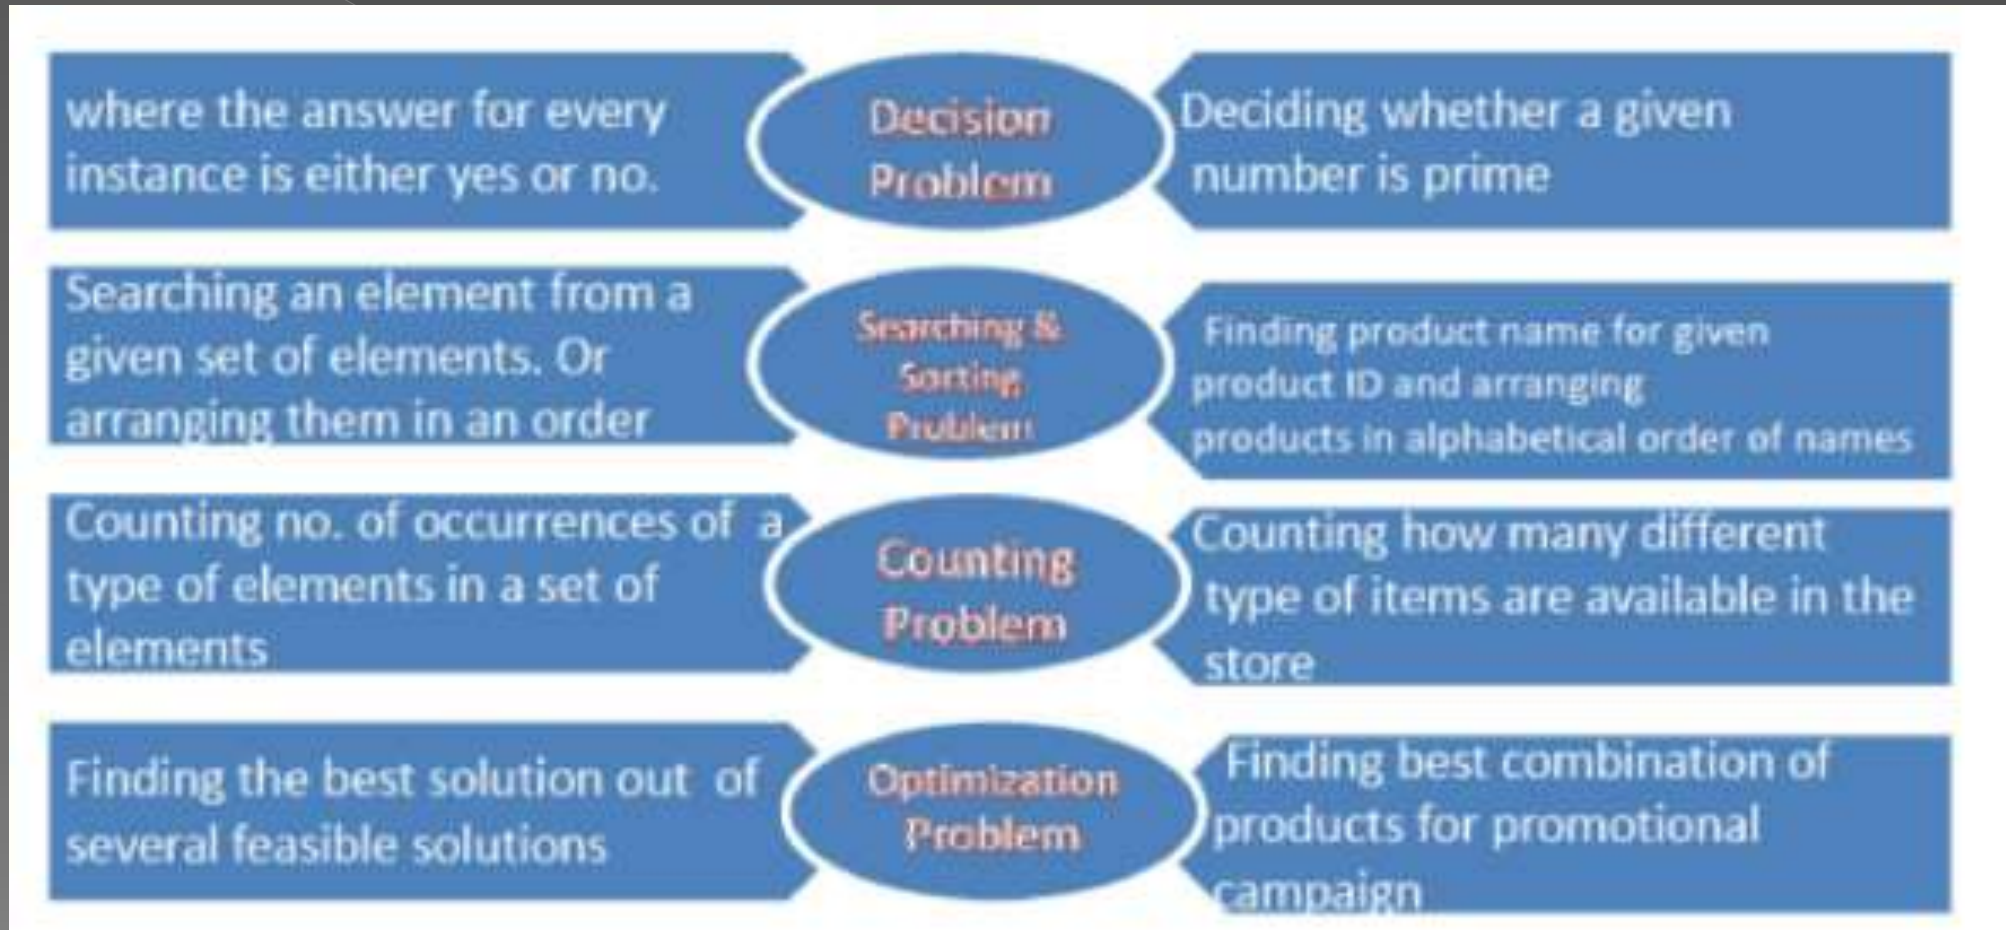 where the answer for every
instance is either yes or no.
Decision
Problem
Deciding whether a given
number is prime
Searching an element from a
given set of elements. Or
arranging them in an order
Searching &
Sorting
Problem
Finding product name for given
product ID and arranging
products in alphabetical order of names
Counting no. of occurrences of a
type of elements in a set of
elements
Counting
Problem
Counting how many different
type of items are available in the
store
Finding the best solution out of
several feasible solutions
Optimization
Problem
Finding best combination of
products for promotional
campaign